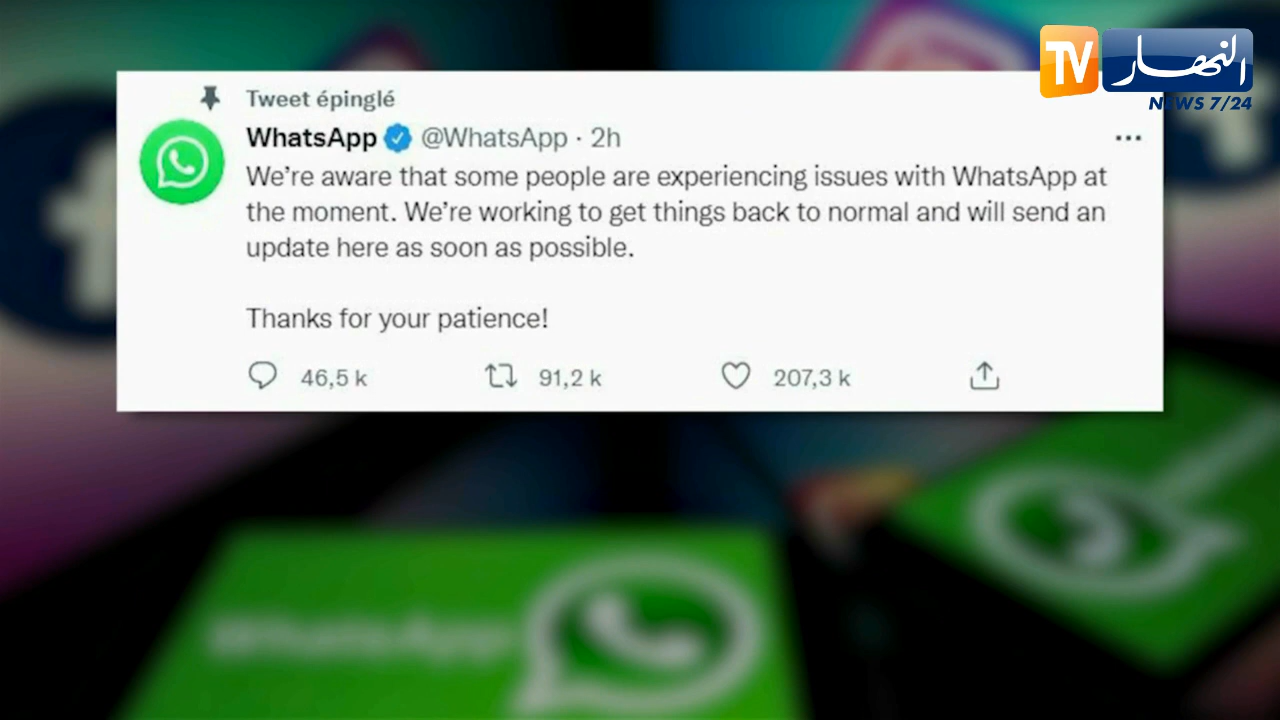 TV النهار
NEWS 7/24
Tweet épinglé
WhatsApp @WhatsApp · 2h
We’re aware that some people are experiencing issues with WhatsApp at
the moment. We’re working to get things back to normal and will send an
update here as soon as possible.
Thanks for your patience!
46,5 k 91,2 k 207,3 k
WhatsApp